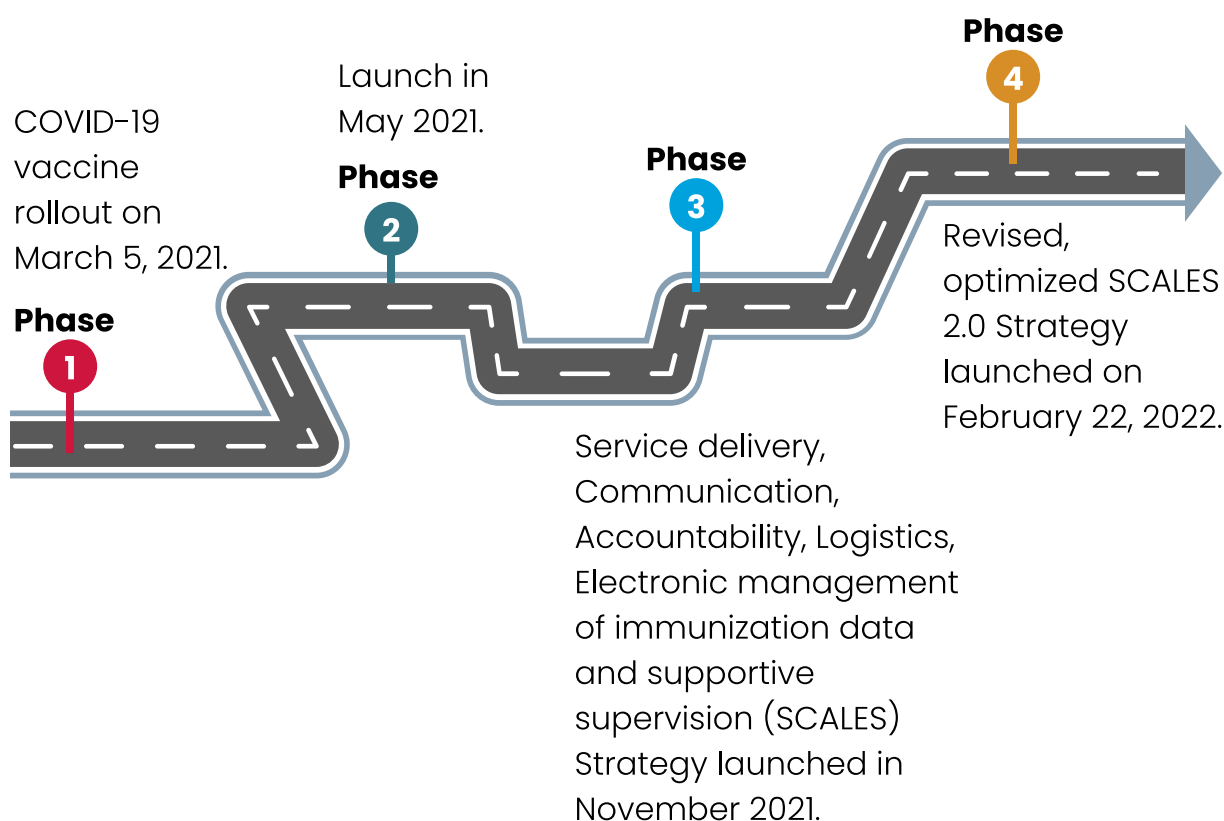 COVID-19
vaccine
rollout on
March 5, 2021.
Phase
1
Launch in
May 2021.
Phase
2
Phase
3
Service delivery,
Communication,
Accountability, Logistics,
Electronic management
of immunization data
and supportive
supervision (SCALES)
Strategy launched in
November 2021.
Phase
4
Revised,
optimized SCALES
2.0 Strategy
launched on
February 22, 2022.